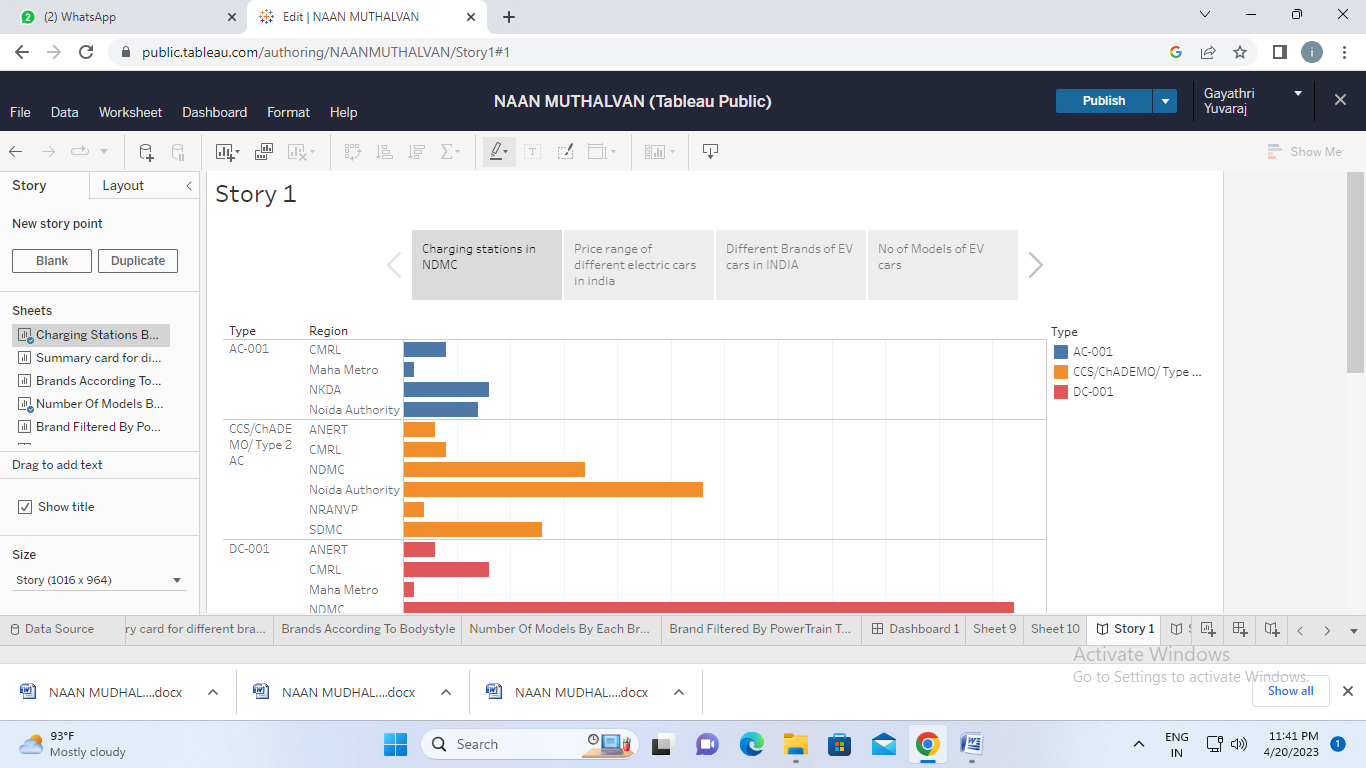 (2) WhatsApp
Edit | NAAN MUTHALVAN
public.tableau.com/authoring/NAANMUTHALVAN/Story1#1
i
NAAN MUTHALVAN (Tableau Public)
File Data Worksheet Dashboard Format Help
Publish
Gayathri
Yuvaraj
Show Me
Story Layout
New story point
Blank Duplicate
Sheets
Charging Stations B...
Summary card for di...
Brands According To...
Number Of Models B...
Brand Filtered By Po...
Drag to add text
Show title
Size
Story (1016 x 964)
Story 1
Charging stations in
NDMC
Price range of
different electric cars
in india
Different Brands of EV
cars in INDIA
No of Models of EV
cars
Type Region
AC-001 CMRL
Maha Metro
NKDA
Noida Authority
CCS/ChADE
MO/ Type 2
AC
ANERT
CMRL
NDMC
Noida Authority
NRANVP
SDMC
DC-001 ANERT
CMRL
Maha Metro
NDMC
Type
AC-001
CCS/ChADEMO/ Type ...
DC-001
Data Source ry card for different bra... Brands According To Bodystyle Number Of Models By Each Br... Brand Filtered By PowerTrain T... Dashboard 1 Sheet 9 Sheet 10 Story 1
Activate Windows
Go to Settings to activate Windows.
NAAN MUDHAL....docx NAAN MUDHAL....docx NAAN MUDHAL....docx Show all
93°F
Mostly cloudy
Search
ENG
IN
11:41 PM
4/20/2023
1